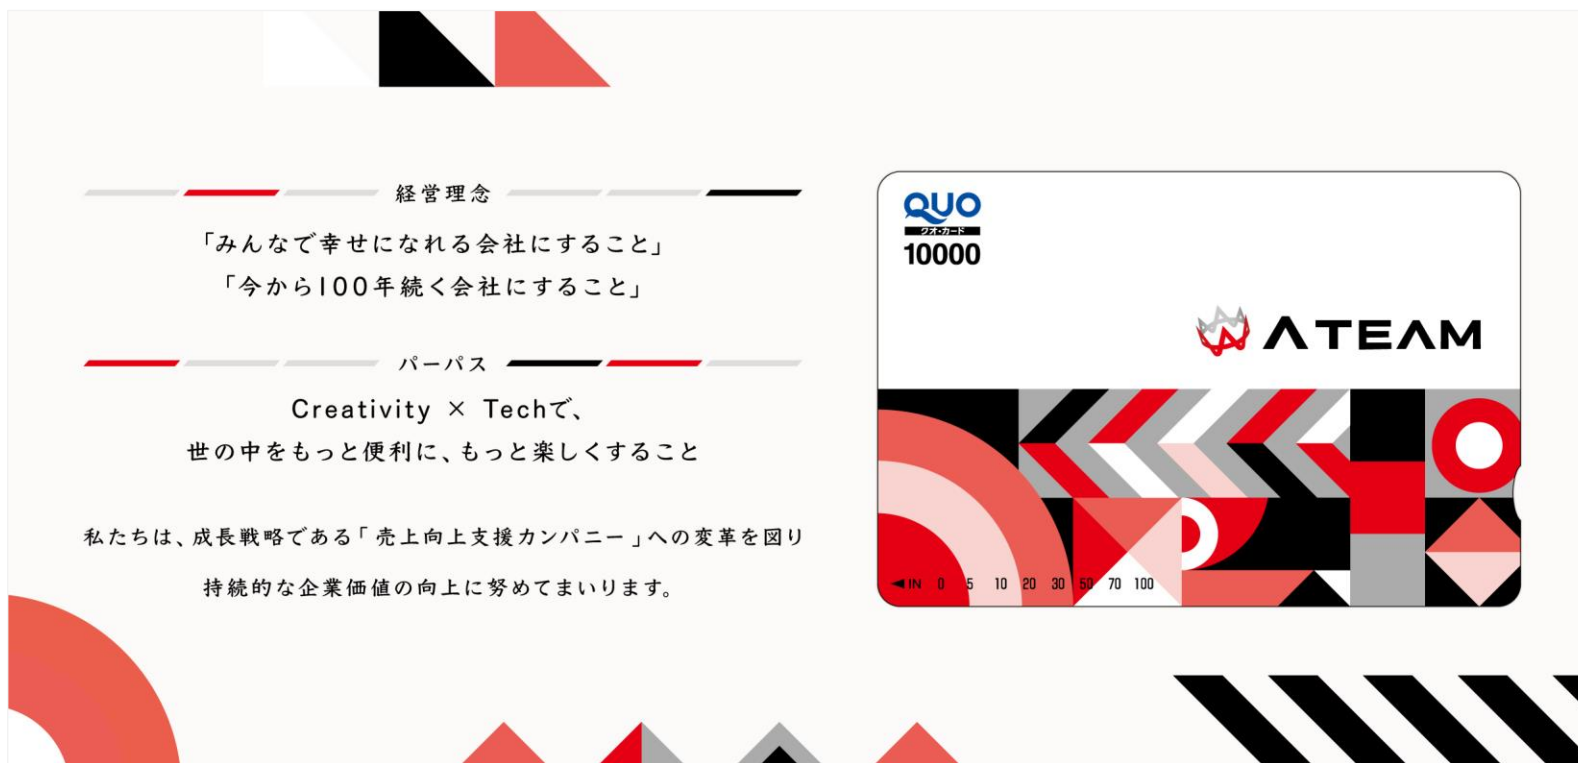 経営理念
「みんなで幸せになれる会社にすること」
「今から100年続く会社にすること」
パーパス
Creativity × Techで、
世の中をもっと便利に、もっと楽しくすること
私たちは、成長戦略である「売上向上支援カンパニー」への変革を図り
持続的な企業価値の向上に努めてまいります。
QUO
クオ・カード
10000
ATEAM
◀IN 0 5 10 20 30 50 70 100